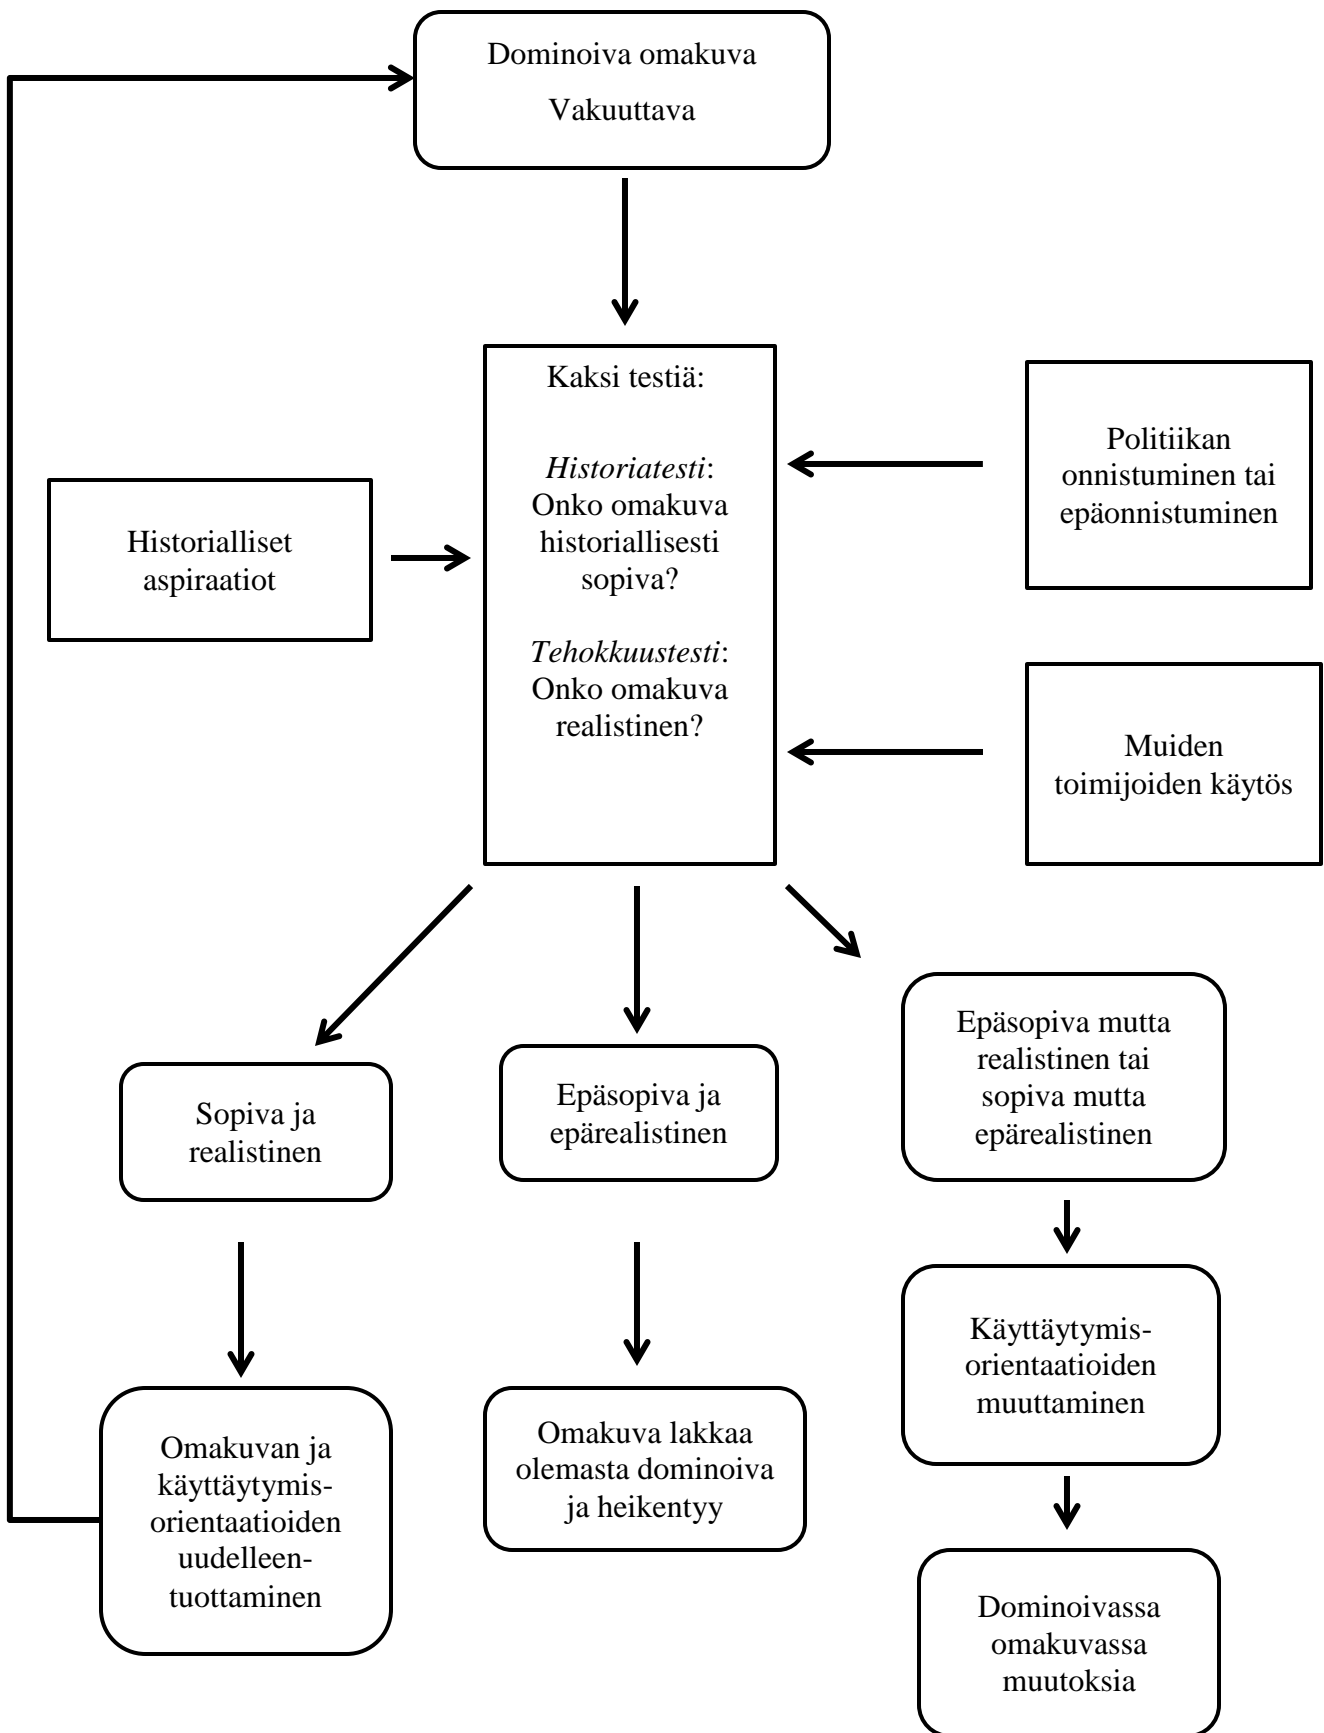 Dominoiva omakuva
Vakuuttava
Kaksi testiä:
Historiatesti:
Onko omakuva
historiallisesti
sopiva?
Tehokkuustesti:
Onko omakuva
realistinen?
Politiikan
onnistuminen tai
epäonnistuminen
Historialliset
aspiraatiot
Muiden
toimijoiden käytös
Sopiva ja
realistinen
Epäsopiva ja
epärealistinen
Epäsopiva mutta
realistinen tai
sopiva mutta
epärealistinen
Omakuvan ja
käyttäytymis-
orientaatioiden
uudelleen-
tuottaminen
Omakuva lakkaa
olemasta dominoiva
ja heikentyy
Käyttäytymis-
orientaatioiden
muuttaminen
Dominoivassa
omakuvassa
muutoksia